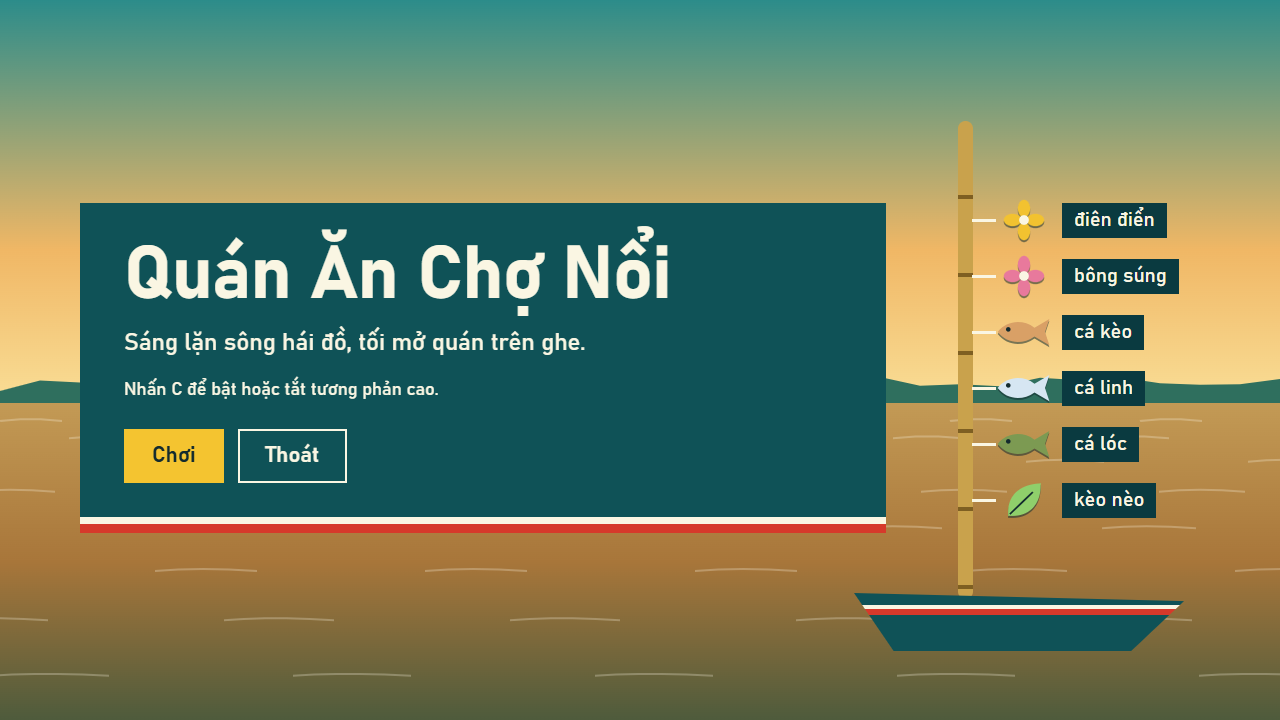 Quán Ăn Chợ Nổi
Sáng lặn sông hái đồ, tối mở quán trên ghe.
Nhấn C để bật hoặc tắt tương phản cao.
Chơi
Thoát
điên điển
bông súng
cá kèo
cá linh
cá lóc
kèo nèo